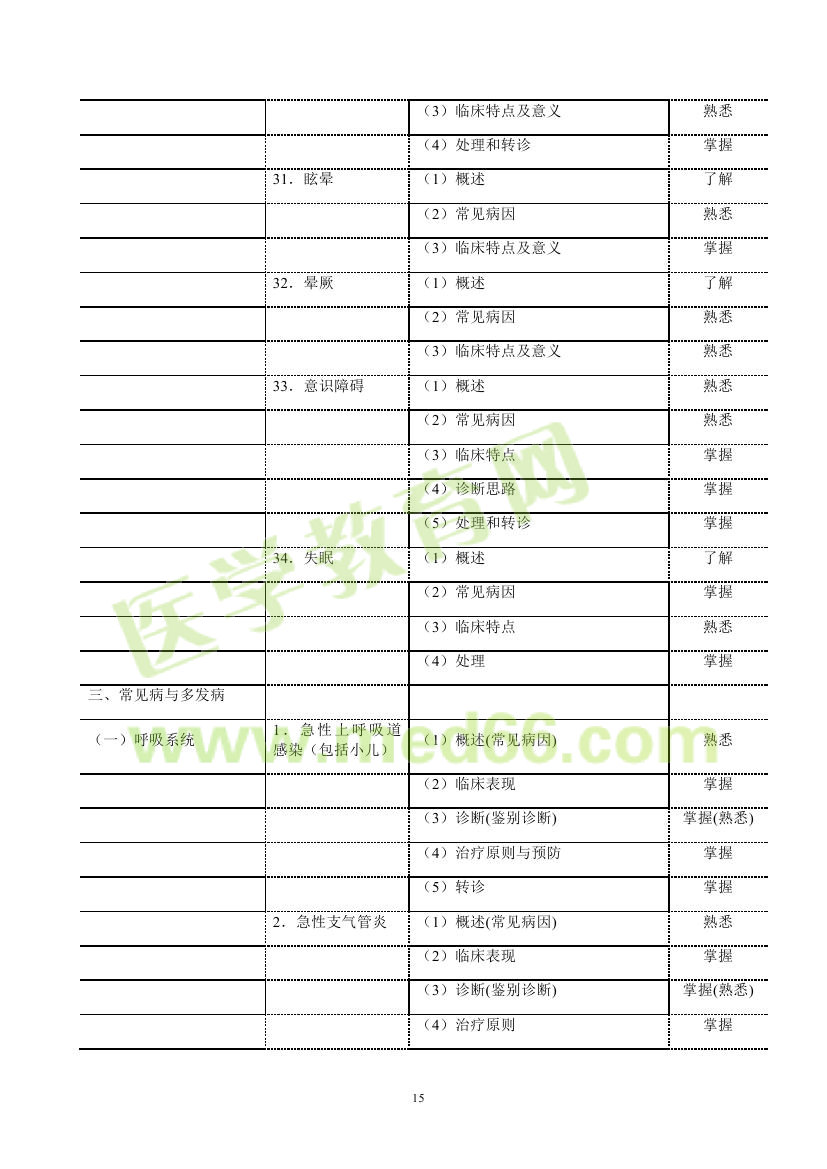 （3）临床特点及意义 熟悉
（4）处理和转诊 掌握
31．眩晕 （1）概述 了解
（2）常见病因 熟悉
（3）临床特点及意义 掌握
32．晕厥 （1）概述 了解
（2）常见病因 熟悉
（3）临床特点及意义 熟悉
33．意识障碍 （1）概述 熟悉
（2）常见病因 熟悉
（3）临床特点 掌握
（4）诊断思路 掌握
（5）处理和转诊 掌握
34．失眠 （1）概述 了解
（2）常见病因 掌握
（3）临床特点 熟悉
（4）处理 掌握
三、常见病与多发病
（一）呼吸系统 1．急性上呼吸道 （1）概述(常见病因) 熟悉
感染（包括小儿）
（2）临床表现 掌握
（3）诊断(鉴别诊断) 掌握(熟悉)
（4）治疗原则与预防 掌握
（5）转诊 掌握
2．急性支气管炎 （1）概述(常见病因) 熟悉
（2）临床表现 掌握
（3）诊断(鉴别诊断) 掌握(熟悉)
（4）治疗原则 掌握
15
医学教育网
www.med66.com